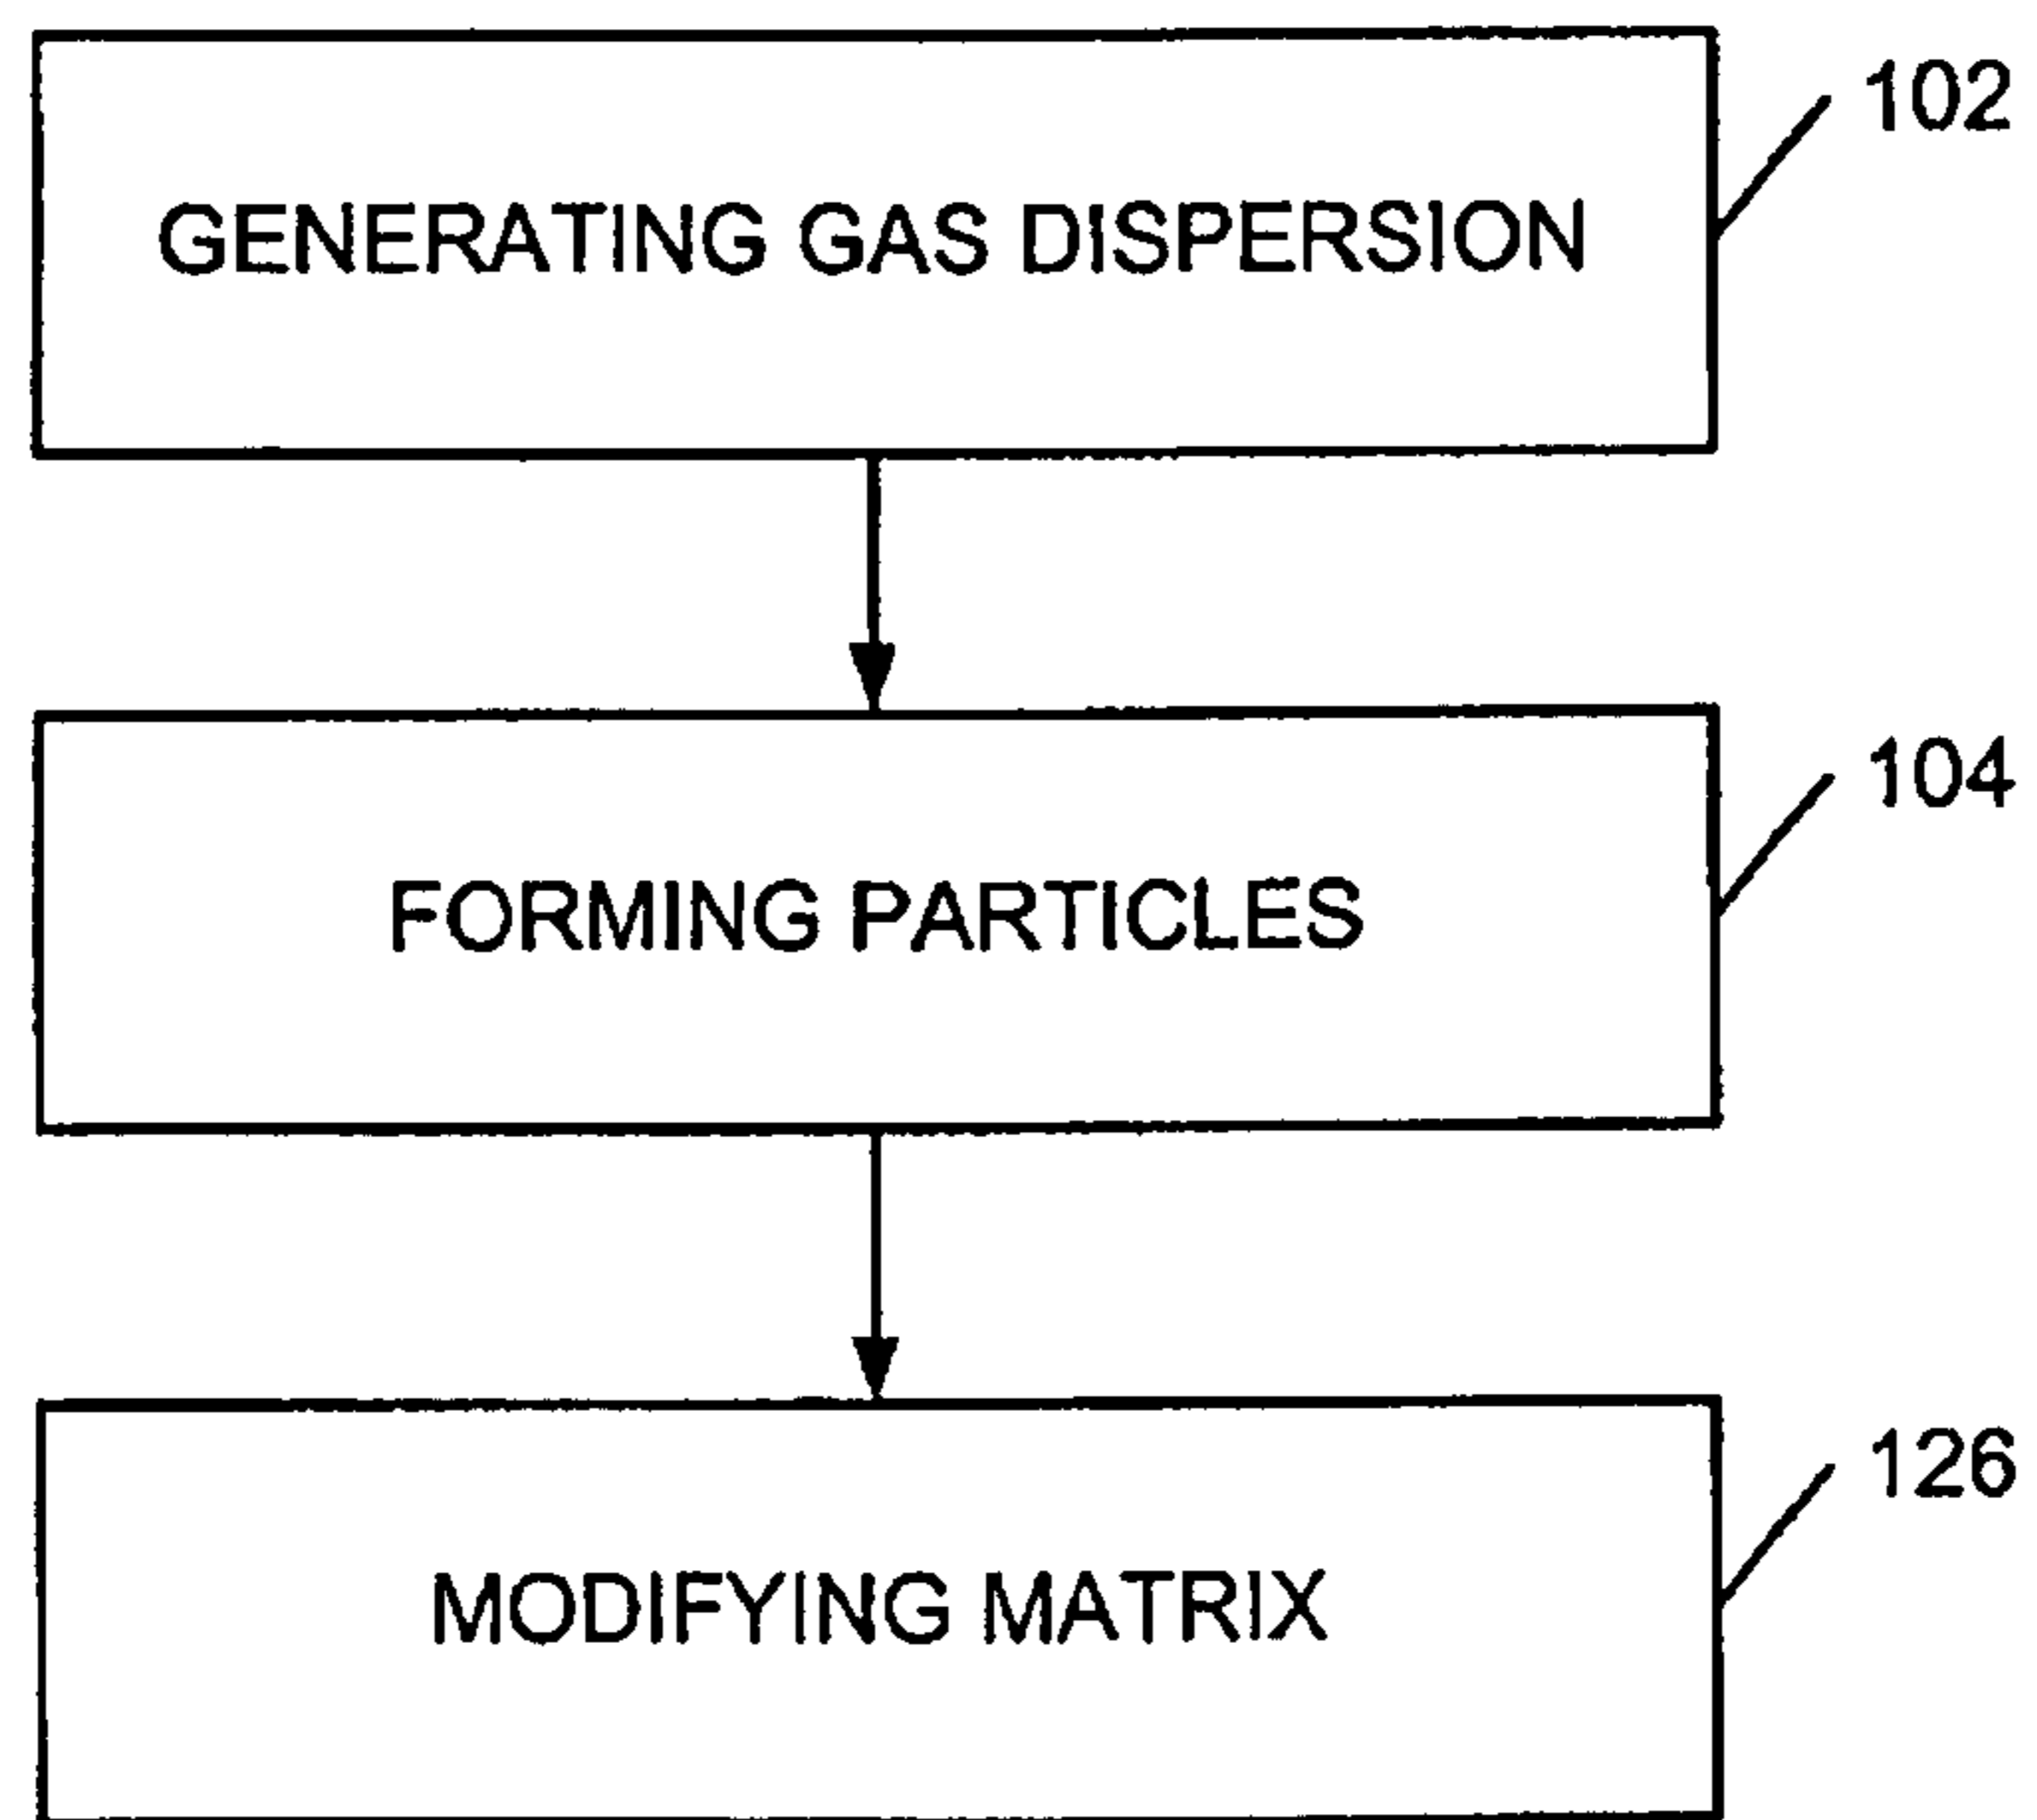 102
GENERATING GAS DISPERSION
104
FORMING PARTICLES
126
MODIFYING MATRIX